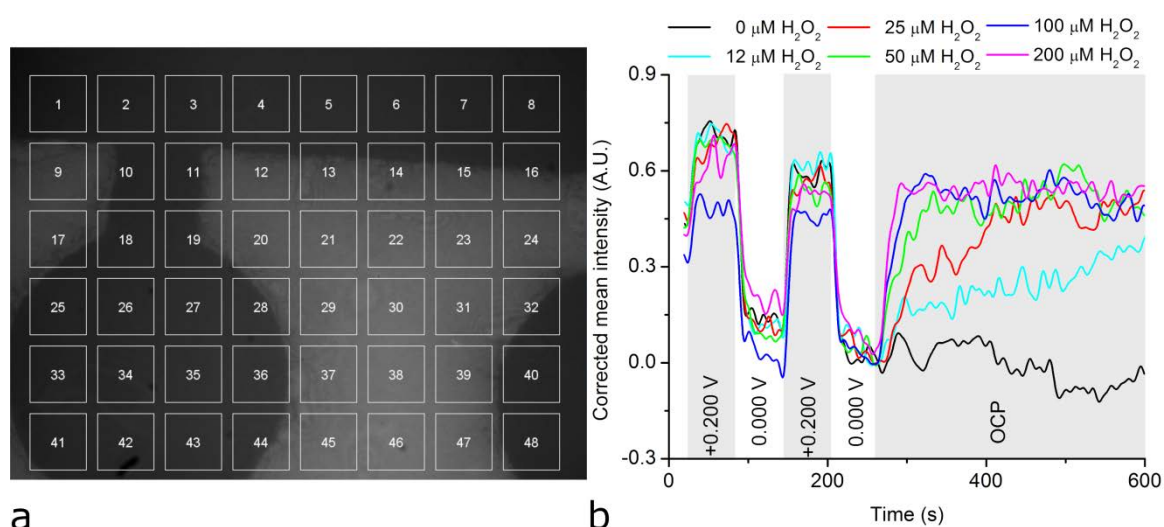 1 2 3 4 5 6 7 8
9 10 11 12 13 14 15 16
17 18 19 20 21 22 23 24
25 26 27 28 29 30 31 32
33 34 35 36 37 38 39 40
41 42 43 44 45 46 47 48
a
0 μM H₂O₂ 25 μM H₂O₂ 100 μM H₂O₂
12 μM H₂O₂ 50 μM H₂O₂ 200 μM H₂O₂
Corrected mean intensity (A.U.)
0.9
0.6
0.3
0.0
-0.3
+0.200 V
0.000 V
+0.200 V
0.000 V
OCP
0 200 400 600
Time (s)
b